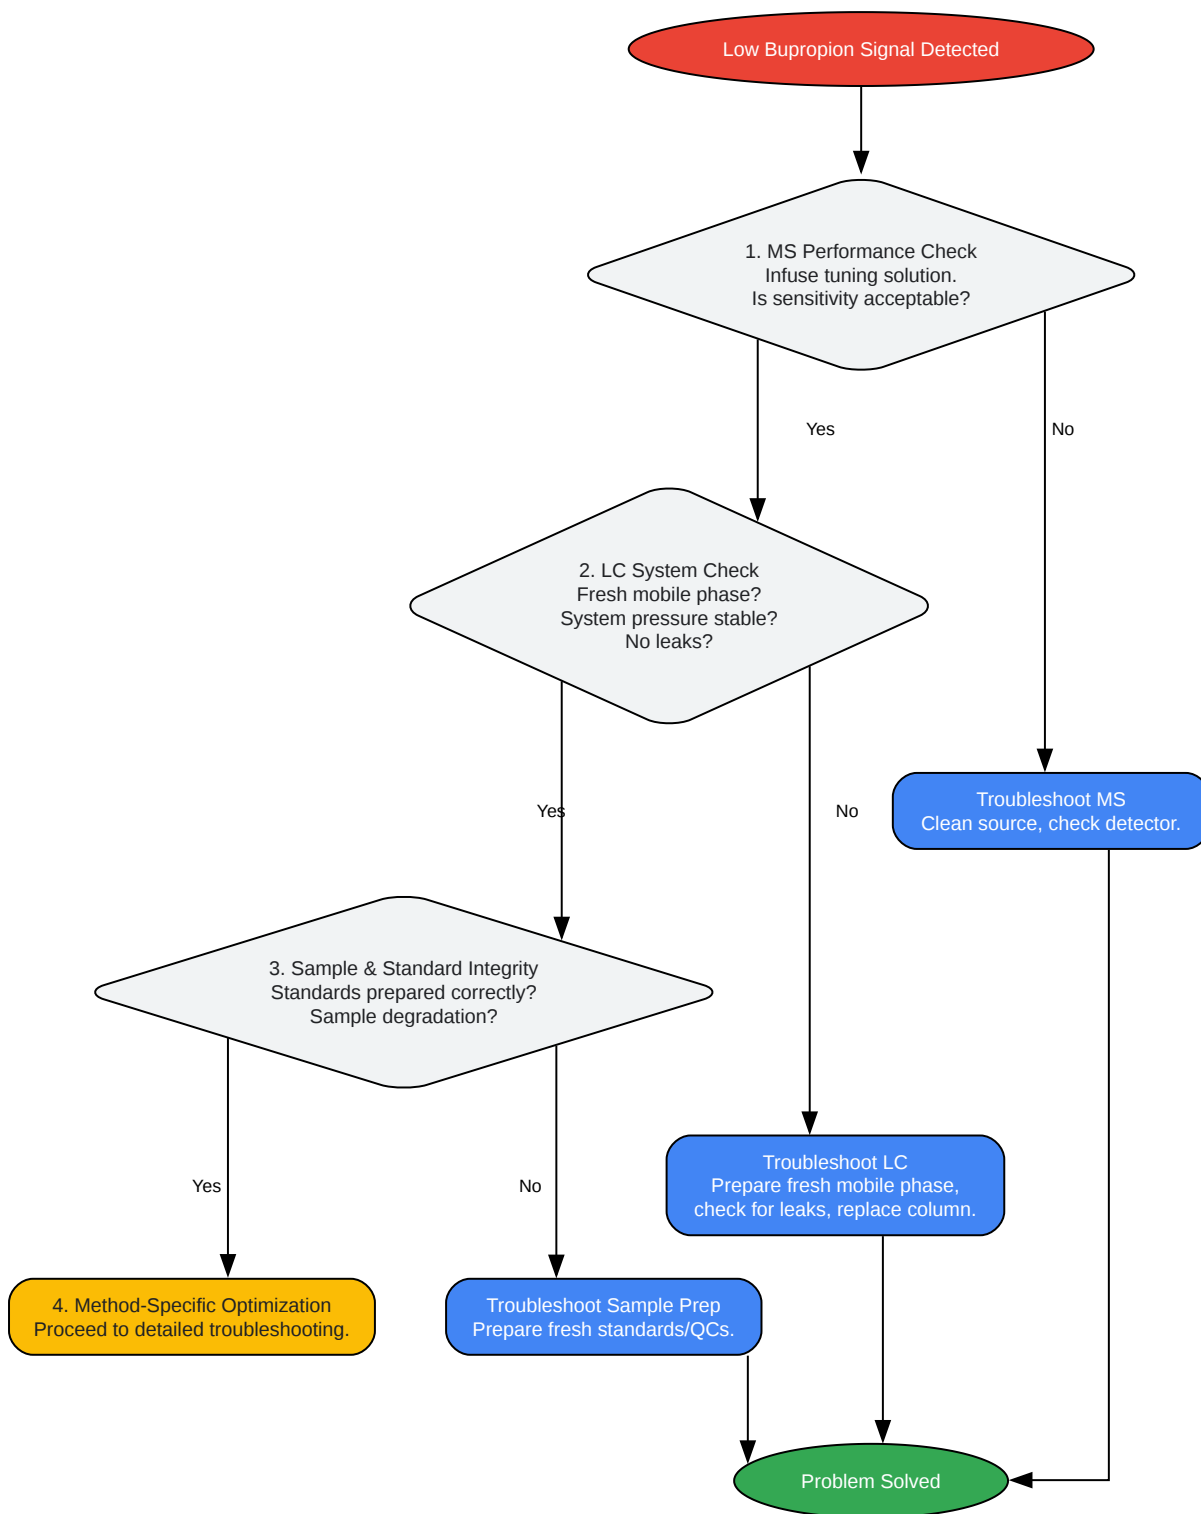 Low Bupropion Signal Detected
1. MS Performance Check
Infuse tuning solution.
Is sensitivity acceptable?
Yes
No
2. LC System Check
Fresh mobile phase?
System pressure stable?
No leaks?
Troubleshoot MS
Clean source, check detector.
Yes
No
3. Sample & Standard Integrity
Standards prepared correctly?
Sample degradation?
Troubleshoot LC
Prepare fresh mobile phase,
check for leaks, replace column.
Yes
No
4. Method-Specific Optimization
Proceed to detailed troubleshooting.
Troubleshoot Sample Prep
Prepare fresh standards/QCs.
Problem Solved